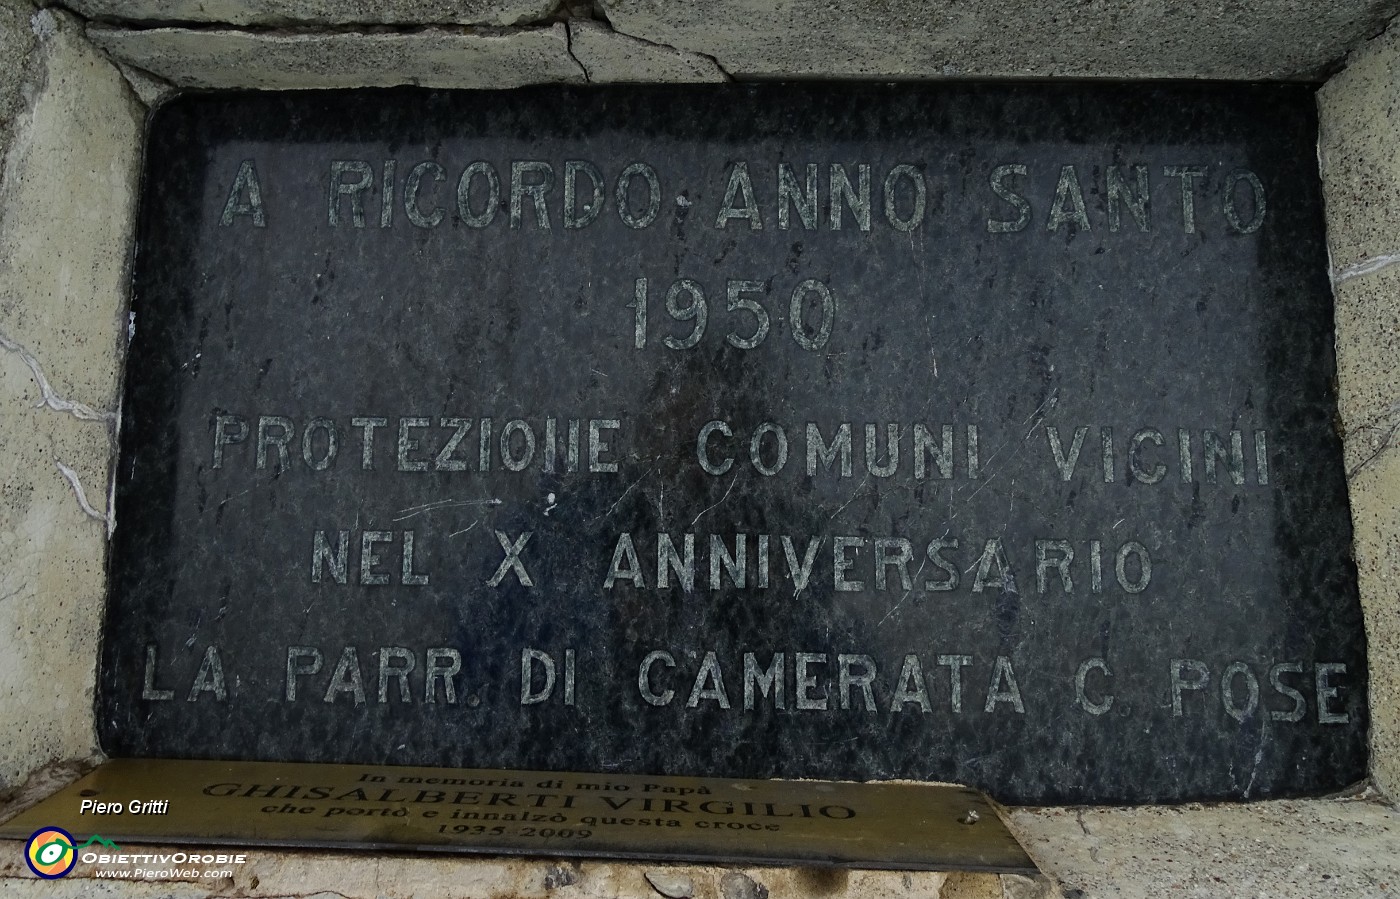 A RICORDO ANNO SANTO
1950
PROTEZIONE COMUNI VICINI
NEL X ANNIVERSARIO
LA PARR. DI CAMERATA C. POSE
In memoria di mio Papà
GHISALBERTI VIRGILIO
che portò e innalzò questa croce
1935-2009
Piero Gritti
OBIETTIVOROBIE
www.PieroWeb.com